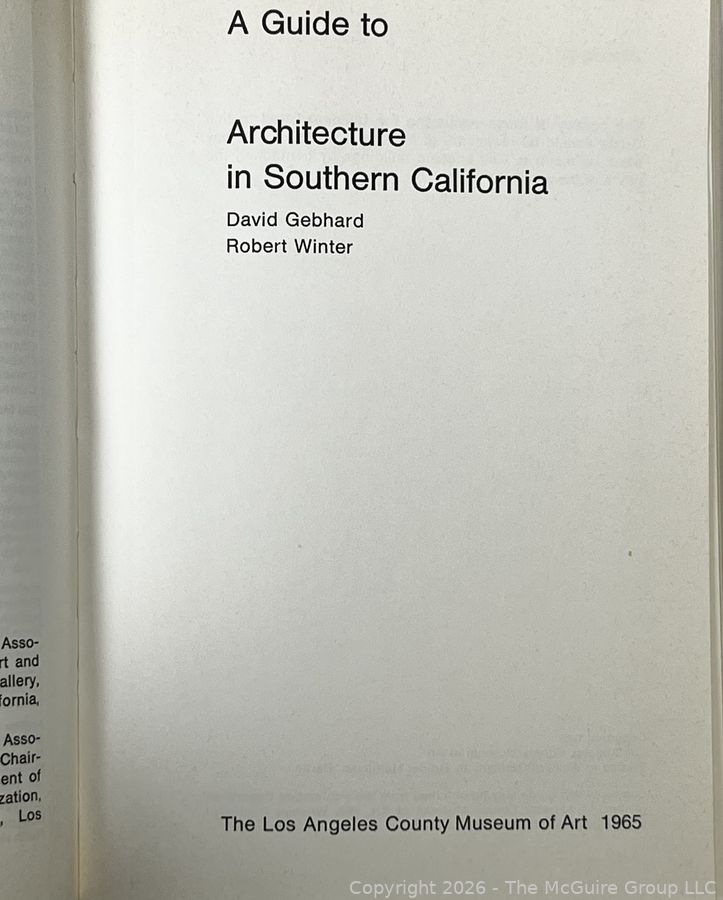 A Guide to
Architecture
in Southern California
David Gebhard
Robert Winter
Asso-
rt and
allery,
fornia,
Asso-
Chair-
ent of
zation,
, Los
The Los Angeles County Museum of Art 1965
Copyright 2026 - The McGuire Group LLC